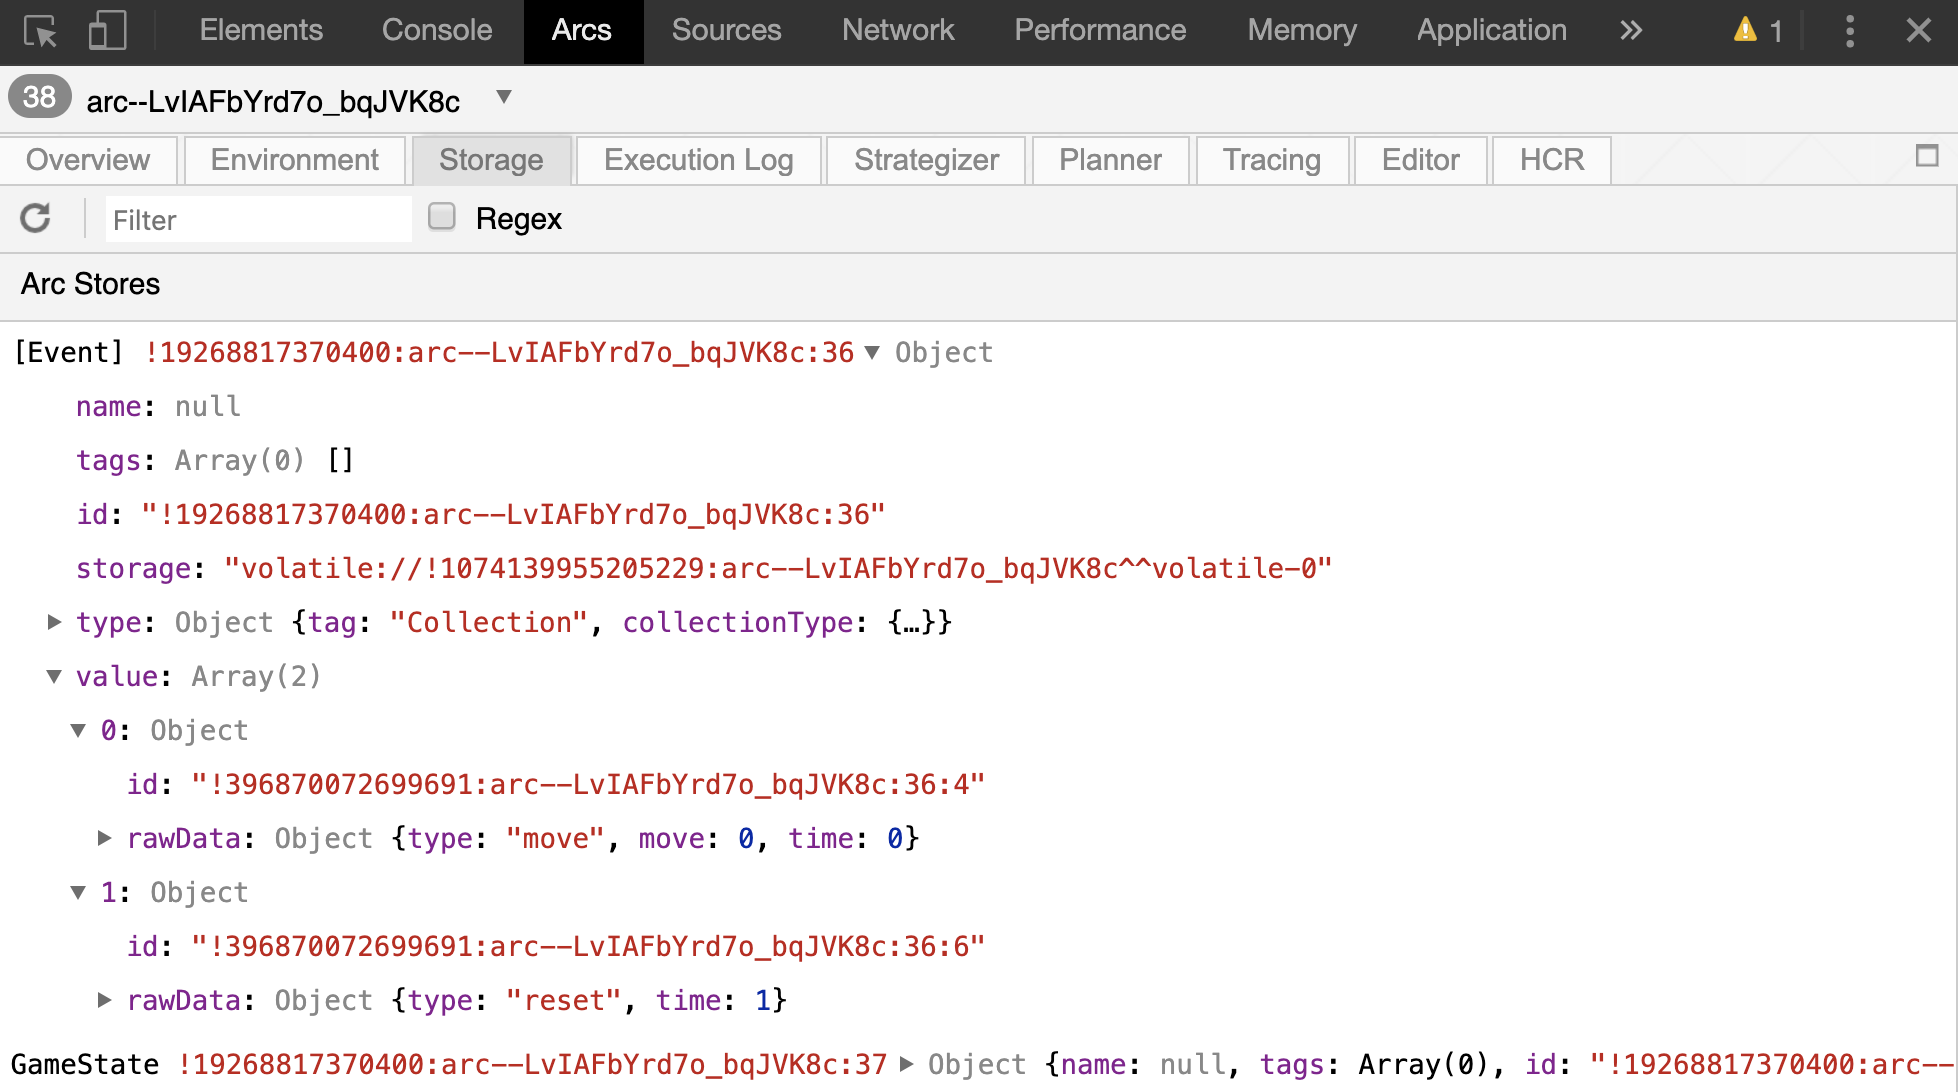 Elements Console Arcs Sources Network Performance Memory Application » 1
38 arc--LvIAFbYrd7o_bqJVK8c
Overview Environment Storage Execution Log Strategizer Planner Tracing Editor HCR
Filter Regex
Arc Stores
[Event] !19268817370400:arc--LvIAFbYrd7o_bqJVK8c:36 Object
name: null
tags: Array(0) []
id: "!19268817370400:arc--LvIAFbYrd7o_bqJVK8c:36"
storage: "volatile://!1074139955205229:arc--LvIAFbYrd7o_bqJVK8c^^volatile-0"
type: Object {tag: "Collection", collectionType: {…}}
value: Array(2)
0: Object
id: "!396870072699691:arc--LvIAFbYrd7o_bqJVK8c:36:4"
rawData: Object {type: "move", move: 0, time: 0}
1: Object
id: "!396870072699691:arc--LvIAFbYrd7o_bqJVK8c:36:6"
rawData: Object {type: "reset", time: 1}
GameState !19268817370400:arc--LvIAFbYrd7o_bqJVK8c:37 Object {name: null, tags: Array(0), id: "!19268817370400:arc--